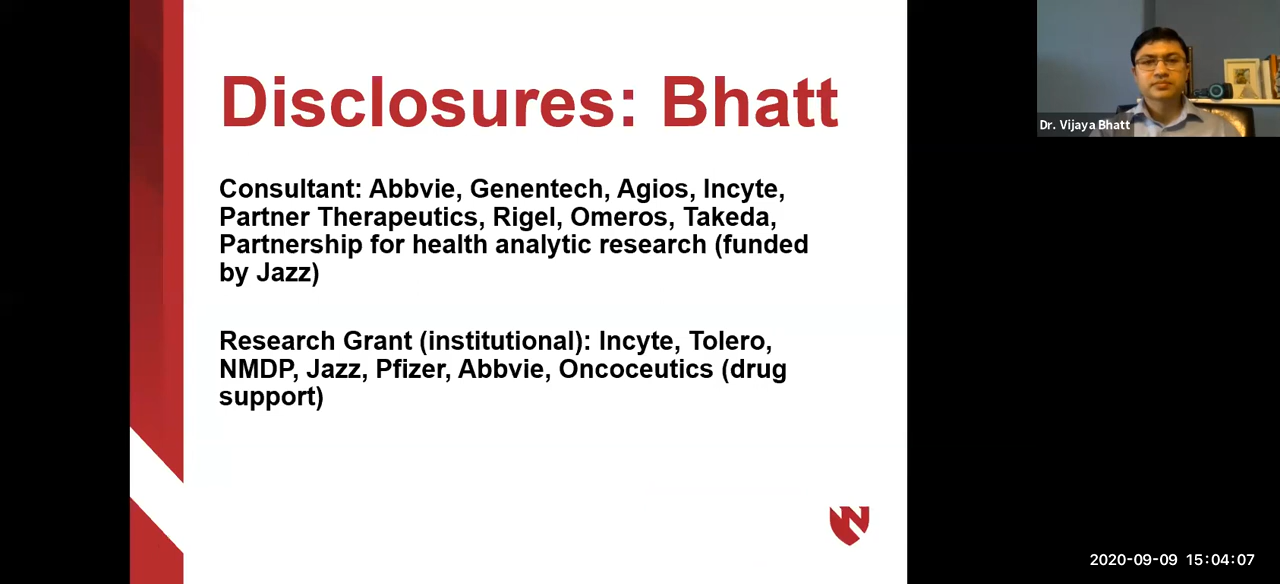 Disclosures: Bhatt
Consultant: Abbvie, Genentech, Agios, Incyte,
Partner Therapeutics, Rigel, Omeros, Takeda,
Partnership for health analytic research (funded
by Jazz)
Research Grant (institutional): Incyte, Tolero,
NMDP, Jazz, Pfizer, Abbvie, Oncoceutics (drug
support)
Dr. Vijaya Bhatt
N
2020-09-09 15:04:07